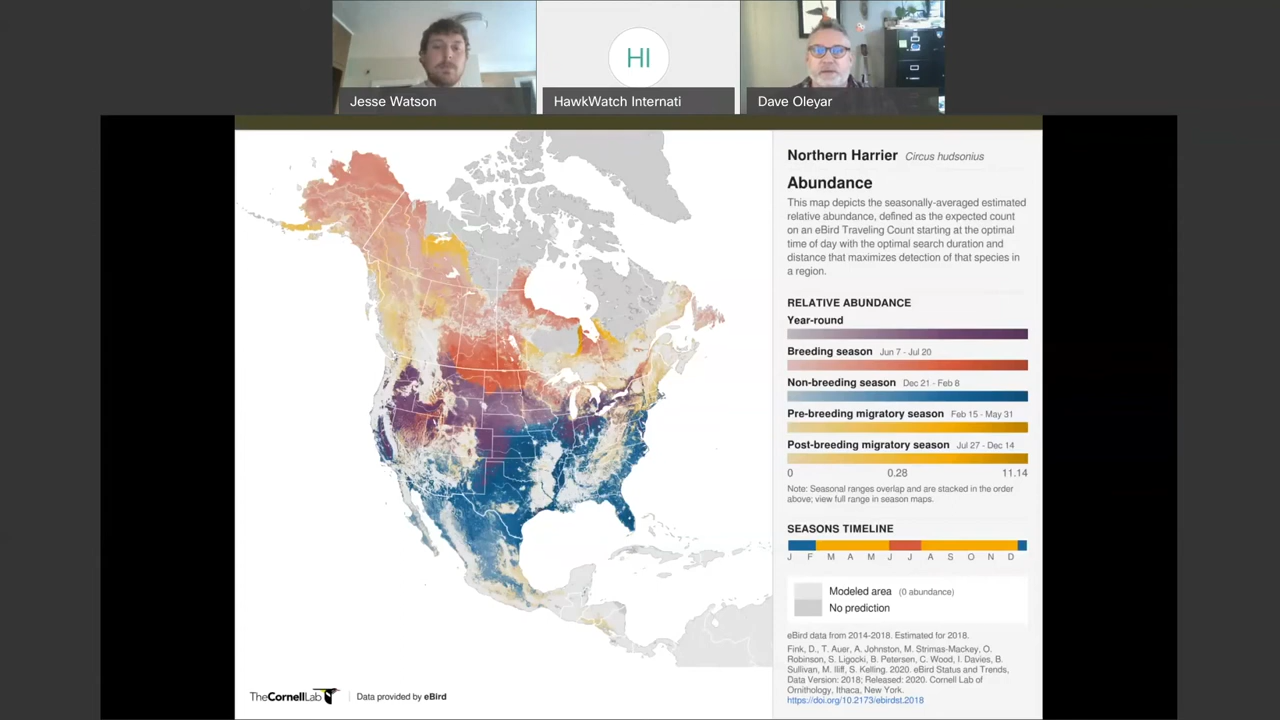 HI
Jesse Watson
HawkWatch Internati
Dave Oleyar
Northern Harrier Circus hudsonius
Abundance
This map depicts the seasonally-averaged estimated
relative abundance, defined as the expected count
on an eBird Traveling Count starting at the optimal
time of day with the optimal search duration and
distance that maximizes detection of that species in
a region.
RELATIVE ABUNDANCE
Year-round
Breeding season Jun 7 - Jul 20
Non-breeding season Dec 21 - Feb 8
Pre-breeding migratory season Feb 15 - May 31
Post-breeding migratory season Jul 27 - Dec 14
0 0.28 11.14
Note: Seasonal ranges overlap and are stacked in the order
above; view full range in season maps.
SEASONS TIMELINE
J F M A M J J A S O N D
Modeled area (0 abundance)
No prediction
eBird data from 2014-2018. Estimated for 2018.
Fink, D., T. Auer, A. Johnston, M. Strimas-Mackey, O.
Robinson, S. Ligocki, B. Petersen, C. Wood, I. Davies, B.
Sullivan, M. Iliff, S. Kelling. 2020. eBird Status and Trends,
Data Version: 2018; Released: 2020. Cornell Lab of
Ornithology, Ithaca, New York.
https://doi.org/10.2173/ebirdst.2018
TheCornellLab Data provided by eBird